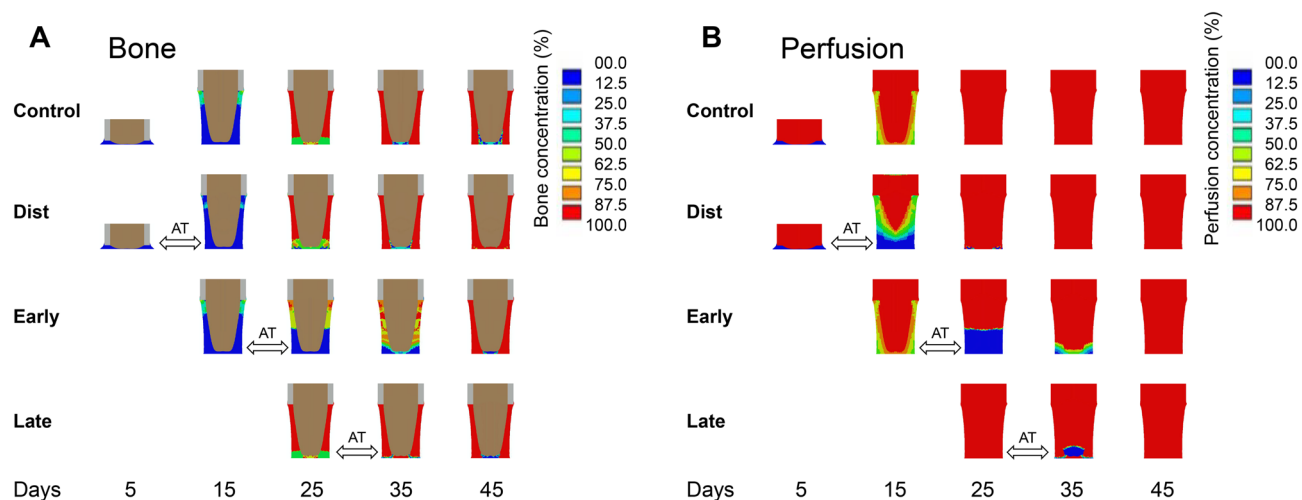 A
Bone
Bone concentration (%)
00.0
12.5
25.0
37.5
50.0
62.5
75.0
87.5
100.0
Control
Dist
AT
Early
AT
Late
AT
Days 5 15 25 35 45
B
Perfusion
Perfusion concentration (%)
00.0
12.5
25.0
37.5
50.0
62.5
75.0
87.5
100.0
Control
Dist
AT
Early
AT
Late
AT
Days 5 15 25 35 45